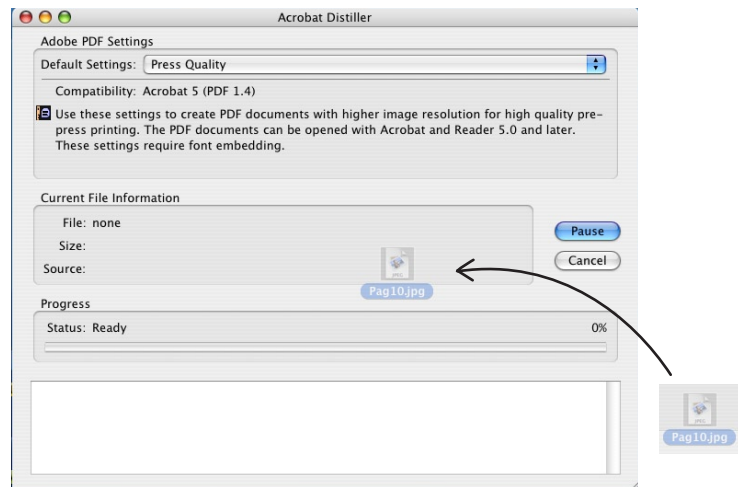 Acrobat Distiller
Adobe PDF Settings
Default Settings: Press Quality
Compatibility: Acrobat 5 (PDF 1.4)
Use these settings to create PDF documents with higher image resolution for high quality pre-
press printing. The PDF documents can be opened with Acrobat and Reader 5.0 and later.
These settings require font embedding.
Current File Information
File: none
Size:
Source:
Pause
Cancel
JPEG
Pag10.jpg
Progress
Status: Ready 0%
JPEG
Pag10.jpg